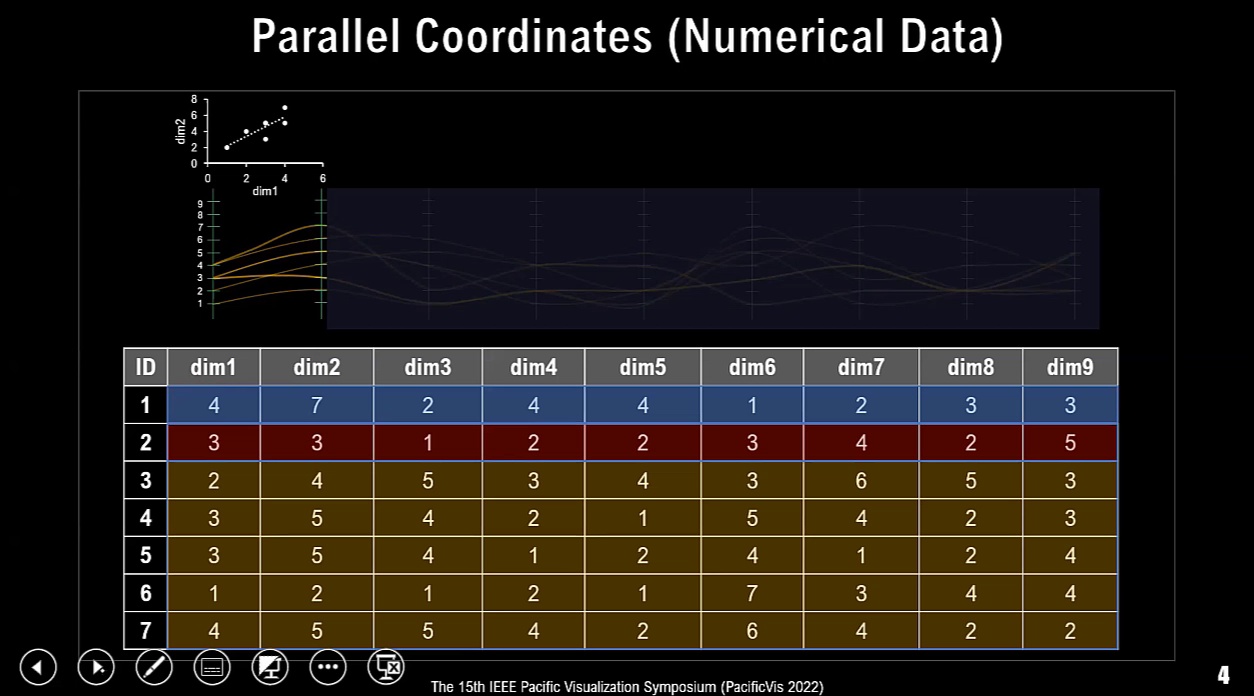 Parallel Coordinates (Numerical Data)
8
6
4
2
0
dim2
0 2 4 6
dim1
9
8
7
6
5
4
3
2
1
ID dim1 dim2 dim3 dim4 dim5 dim6 dim7 dim8 dim9
1 4 7 2 4 4 1 2 3 3
2 3 3 1 2 2 3 4 2 5
3 2 4 5 3 4 3 6 5 3
4 3 5 4 2 1 5 4 2 3
5 3 5 4 1 2 4 1 2 4
6 1 2 1 2 1 7 3 4 4
7 4 5 5 4 2 6 4 2 2
The 15th IEEE Pacific Visualization Symposium (PacificVis 2022)
4